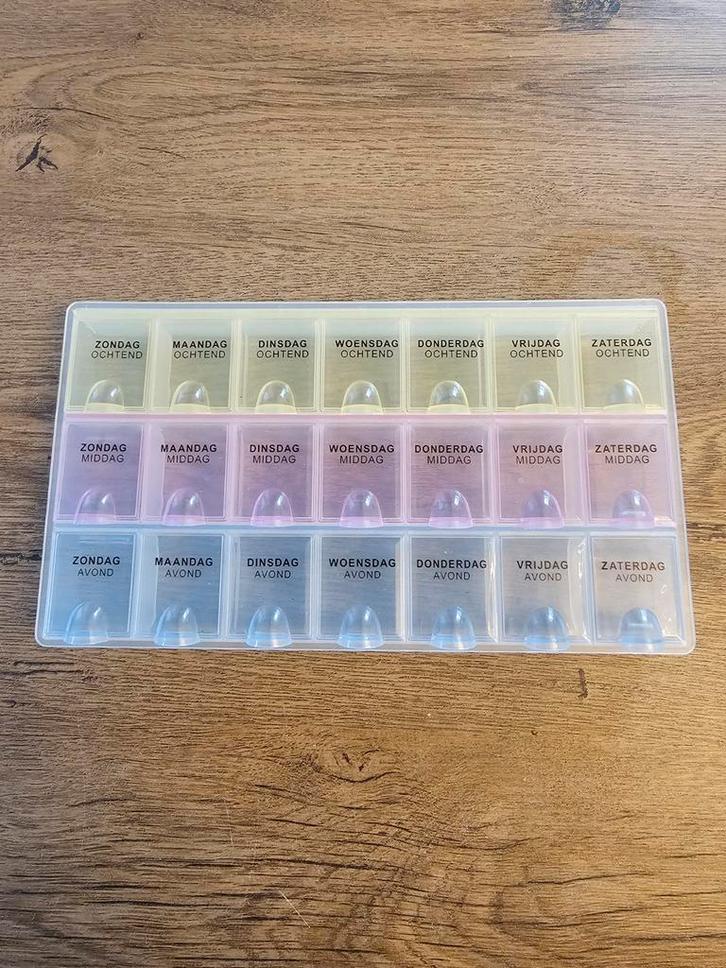 ZONDAG MAANDAG DINSDAG WOENSDAG DONDERDAG VRIJDAG ZATERDAG
OCHTEND OCHTEND OCHTEND OCHTEND OCHTEND OCHTEND OCHTEND
ZONDAG MAANDAG DINSDAG WOENSDAG DONDERDAG VRIJDAG ZATERDAG
MIDDAG MIDDAG MIDDAG MIDDAG MIDDAG MIDDAG MIDDAG
ZONDAG MAANDAG DINSDAG WOENSDAG DONDERDAG VRIJDAG ZATERDAG
AVOND AVOND AVOND AVOND AVOND AVOND AVOND